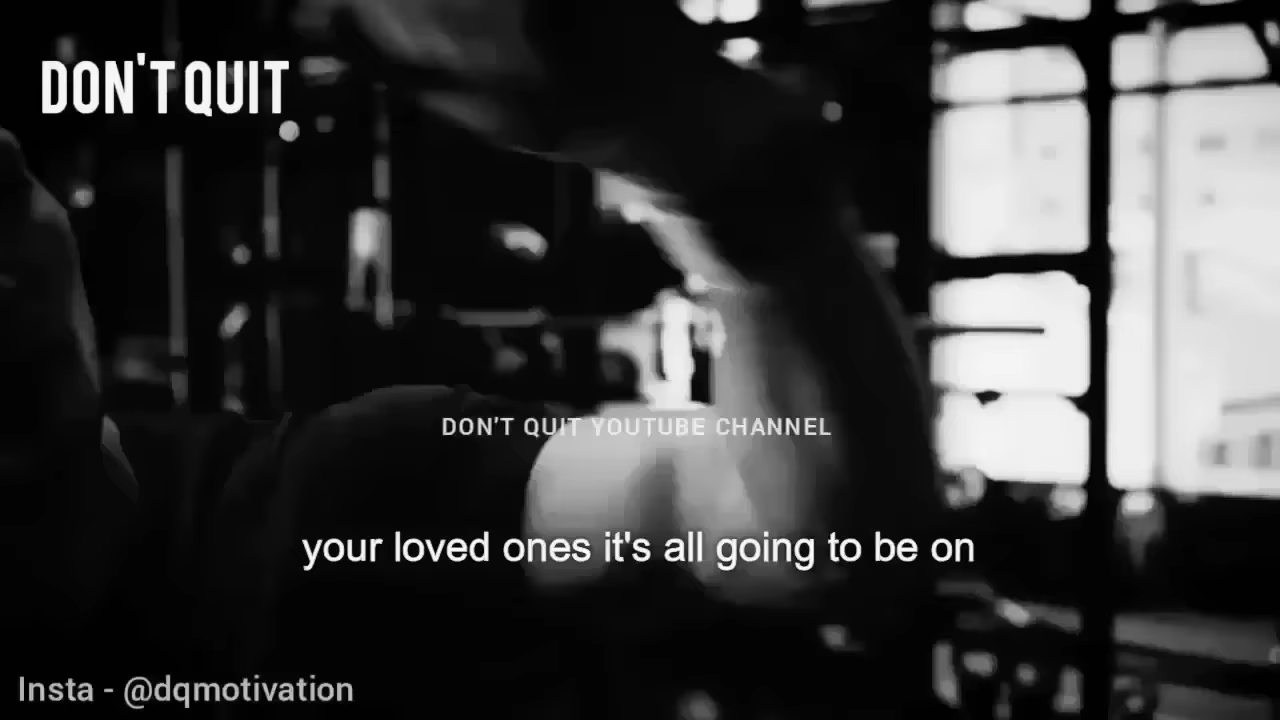 DON'T QUIT
DON'T QUIT YOUTUBE CHANNEL
your loved ones it's all going to be on
Insta - @dqmotivation